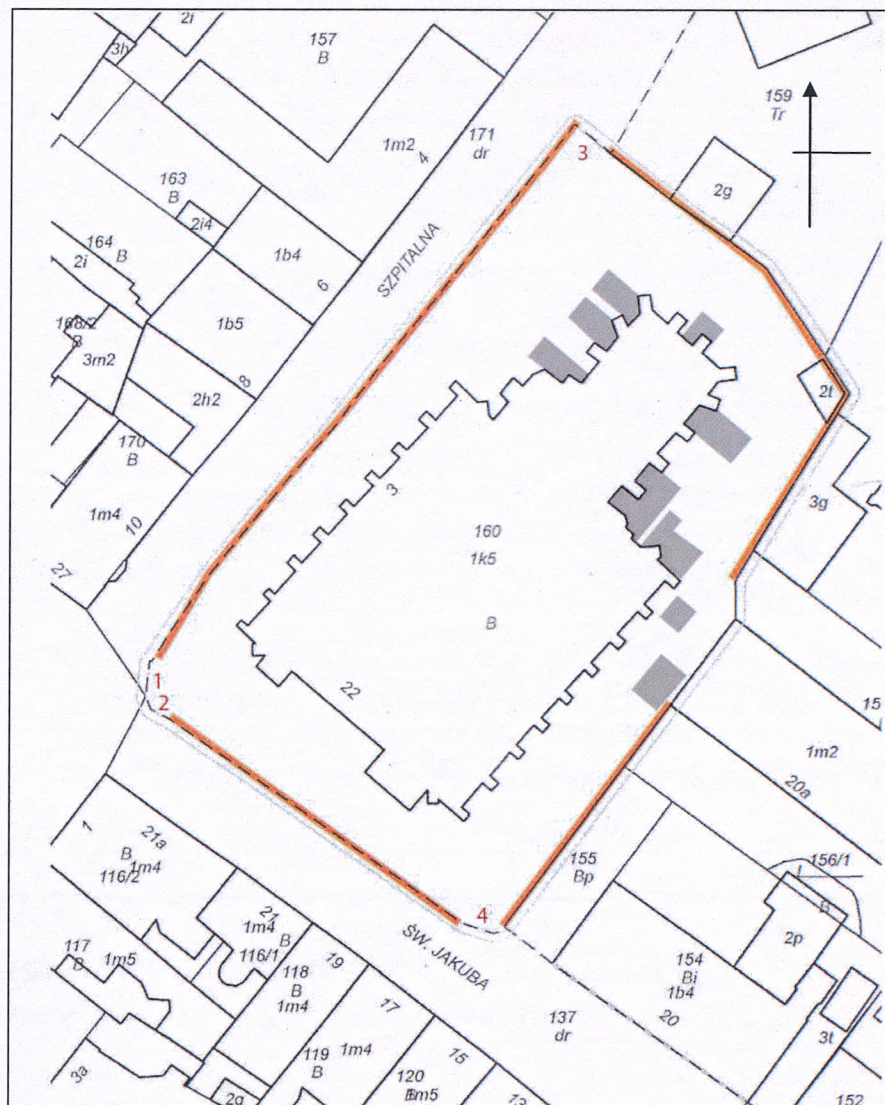 2i
3h
157
B
159
Tr
171
dr
1m2
4
3
2g
163
B
2i4
SZPITALNA
164
B
2i
1b4
6
168/2
B
1b5
3m2
8
2t
2h2
170
B
3
3g
1m4
10
160
1k5
27
B
1
22
2
15
1m2
20a
1
21a
B
1m4
116/2
155
Bp
156/1
4
B
21
1m4
B
116/1
ŚW. JAKUBA
2p
117
B
1m5
118
B
1m4
19
154
Bi
1b4
20
17
137
dr
3t
119
B
1m4
15
3a
120
1m5
2g
13
152